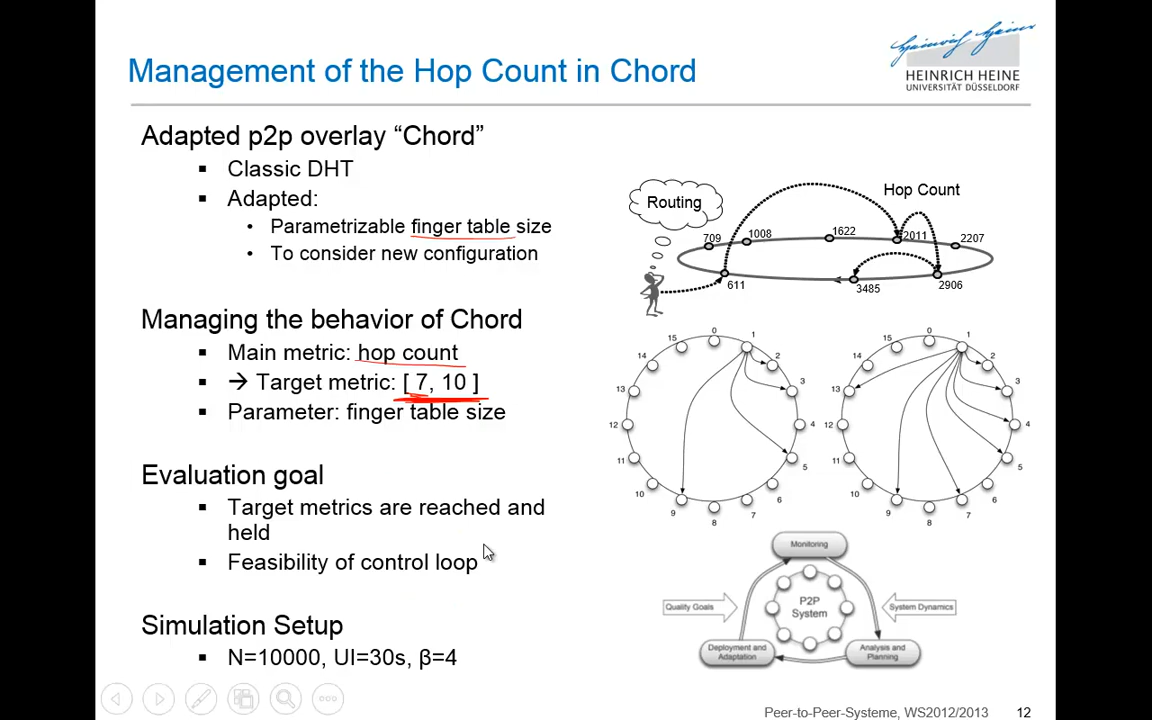 Heinrich Heine
HEINRICH HEINE
UNIVERSITÄT DÜSSELDORF
Management of the Hop Count in Chord
Adapted p2p overlay “Chord”
▪ Classic DHT
▪ Adapted:
• Parametrizable finger table size
• To consider new configuration
Managing the behavior of Chord
▪ Main metric: hop count
▪ → Target metric: [ 7, 10 ]
▪ Parameter: finger table size
Evaluation goal
▪ Target metrics are reached and
held
▪ Feasibility of control loop
Simulation Setup
▪ N=10000, UI=30s, β=4
Routing
Hop Count
709
1008
1622
2011
2207
611
3485
2906
0
1
2
3
4
5
6
7
8
9
10
11
12
13
14
15
0
1
2
3
4
5
6
7
8
9
10
11
12
13
14
15
Monitoring
P2P
System
Quality Goals
System Dynamics
Deployment and
Adaptation
Analysis and
Planning
Peer-to-Peer-Systeme, WS2012/2013
12